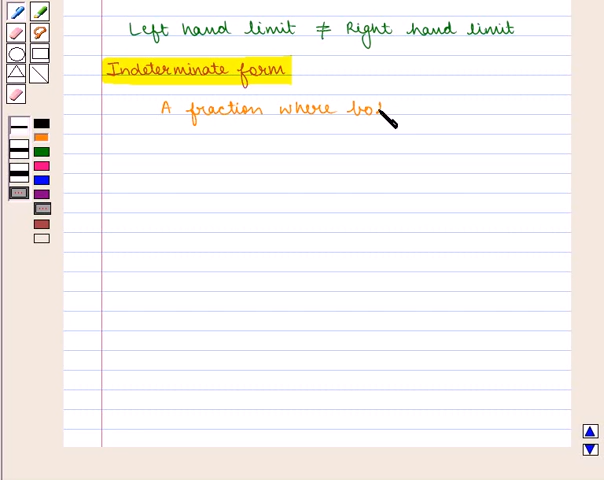 Left hand limit ≠ Right hand limit
Indeterminate form
A fraction where